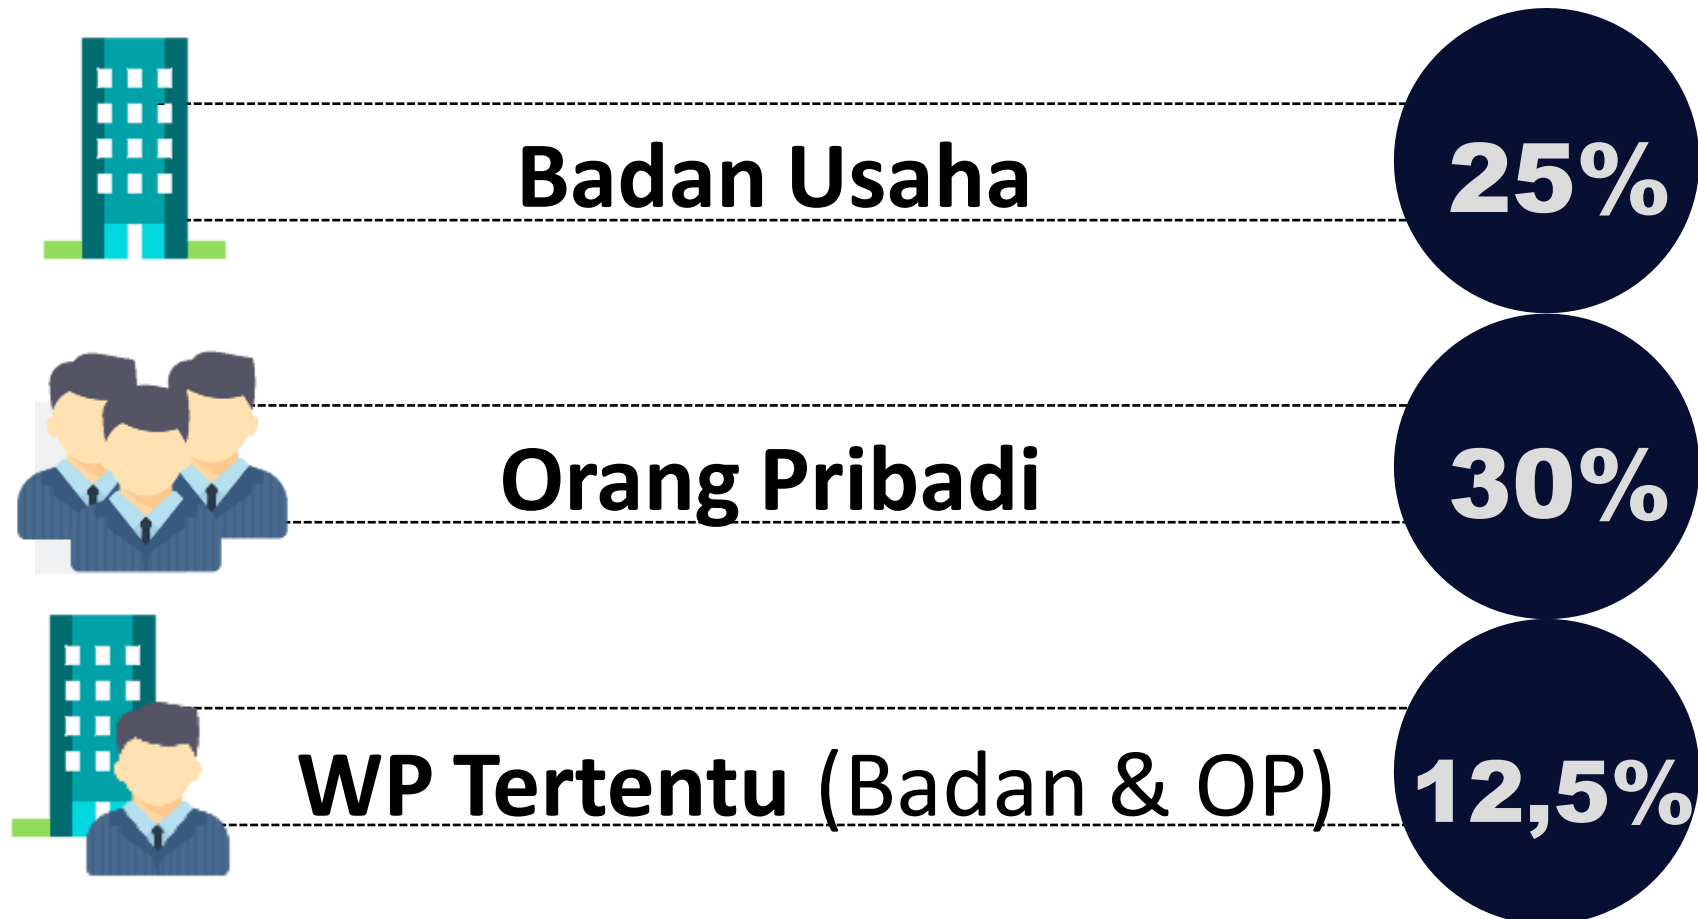 Badan Usaha 25%
Orang Pribadi 30%
WP Tertentu (Badan & OP) 12,5%